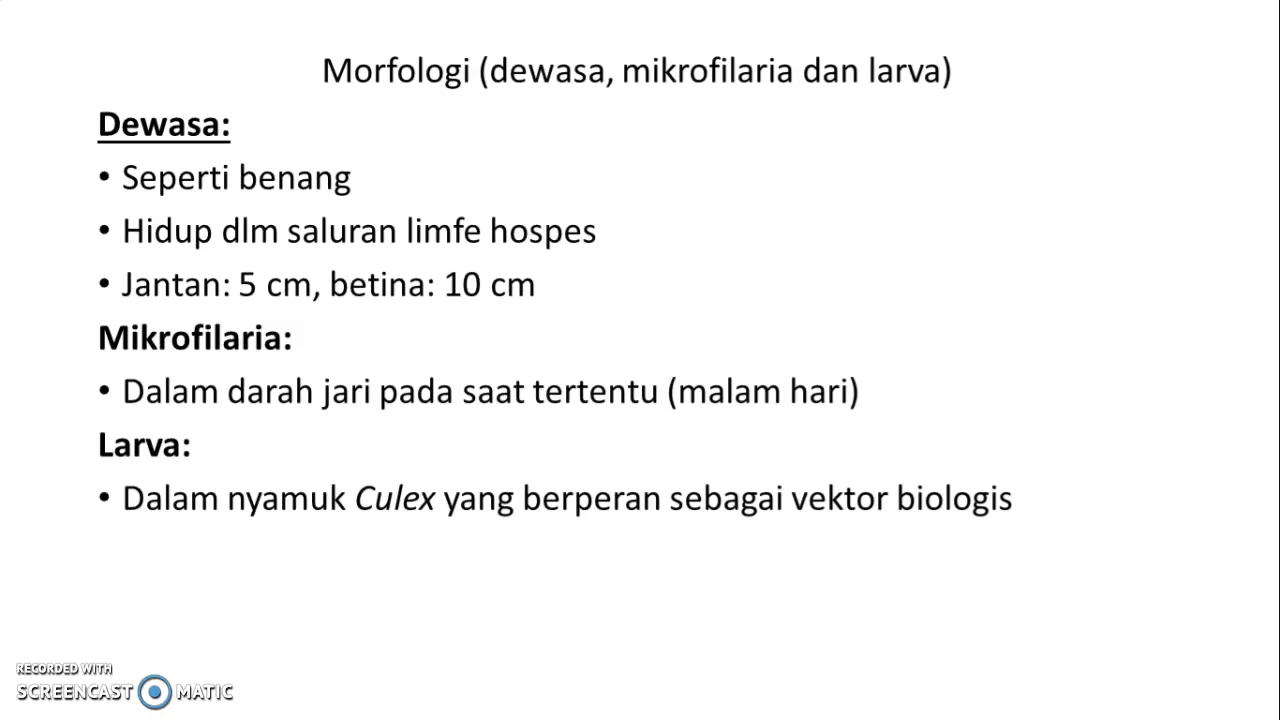 Morfologi (dewasa, mikrofilaria dan larva)
Dewasa:
• Seperti benang
• Hidup dlm saluran limfe hospes
• Jantan: 5 cm, betina: 10 cm
Mikrofilaria:
• Dalam darah jari pada saat tertentu (malam hari)
Larva:
• Dalam nyamuk Culex yang berperan sebagai vektor biologis
RECORDED WITH
SCREENCAST MATIC